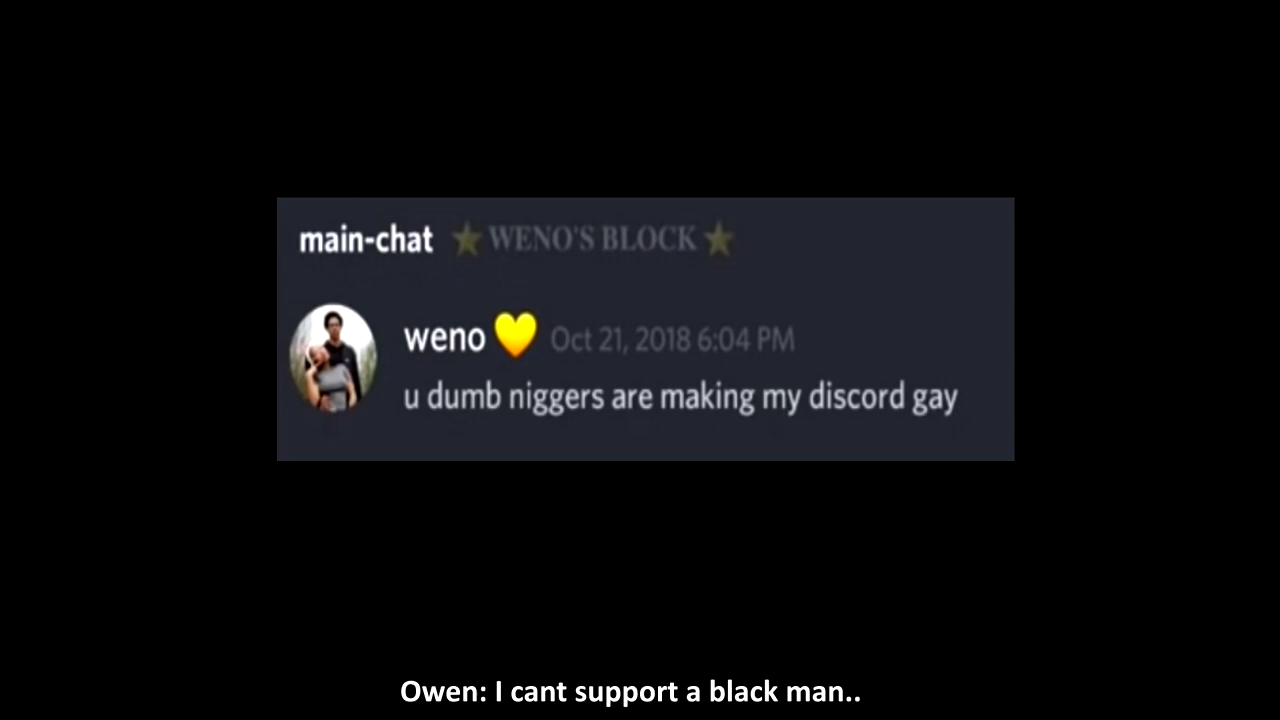 main-chat ★ WENO'S BLOCK ★
weno 💛 Oct 21, 2018 6:04 PM
u dumb niggers are making my discord gay
Owen: I cant support a black man..